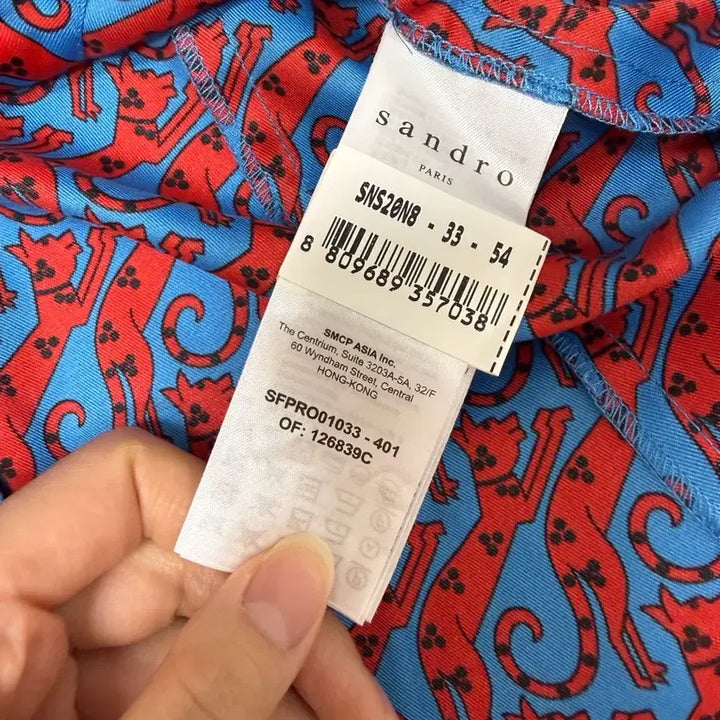 sandro
PARIS
SNS20N8 - 33 - 54
8 809689 357038
SMCP ASIA Inc.
The Centrium, Suite 3203A-5A, 32/F
60 Wyndham Street, Central
HONG-KONG
SFPRO01033 - 401
OF: 126839C